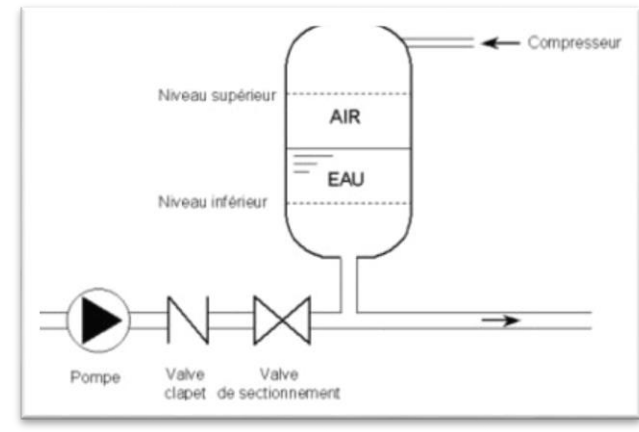 Compresseur
Niveau supérieur
AIR
EAU
Niveau inférieur
Pompe
Valve
clapet
Valve
de sectionnement